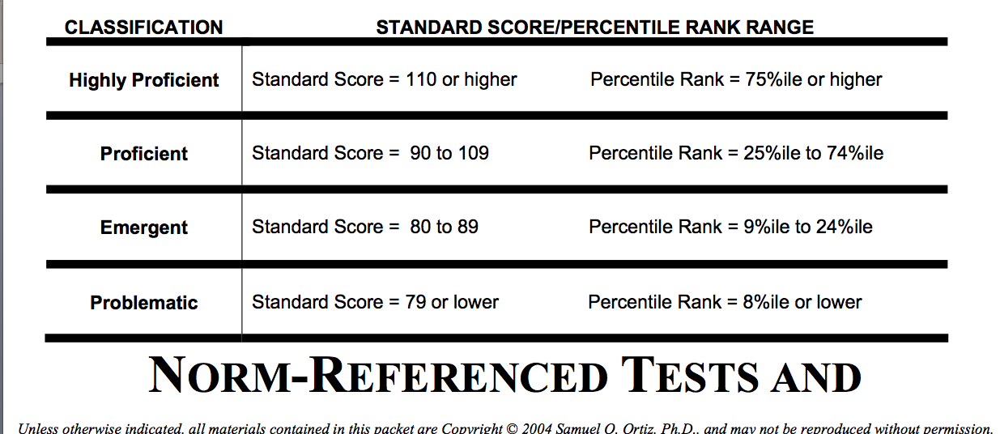 CLASSIFICATION STANDARD SCORE/PERCENTILE RANK RANGE
Highly Proficient Standard Score = 110 or higher Percentile Rank = 75%ile or higher
Proficient Standard Score = 90 to 109 Percentile Rank = 25%ile to 74%ile
Emergent Standard Score = 80 to 89 Percentile Rank = 9%ile to 24%ile
Problematic Standard Score = 79 or lower Percentile Rank = 8%ile or lower
NORM-REFERENCED TESTS AND
Unless otherwise indicated, all materials contained in this packet are Copyright © 2004 Samuel O. Ortiz, Ph.D., and may not be reproduced without permission.